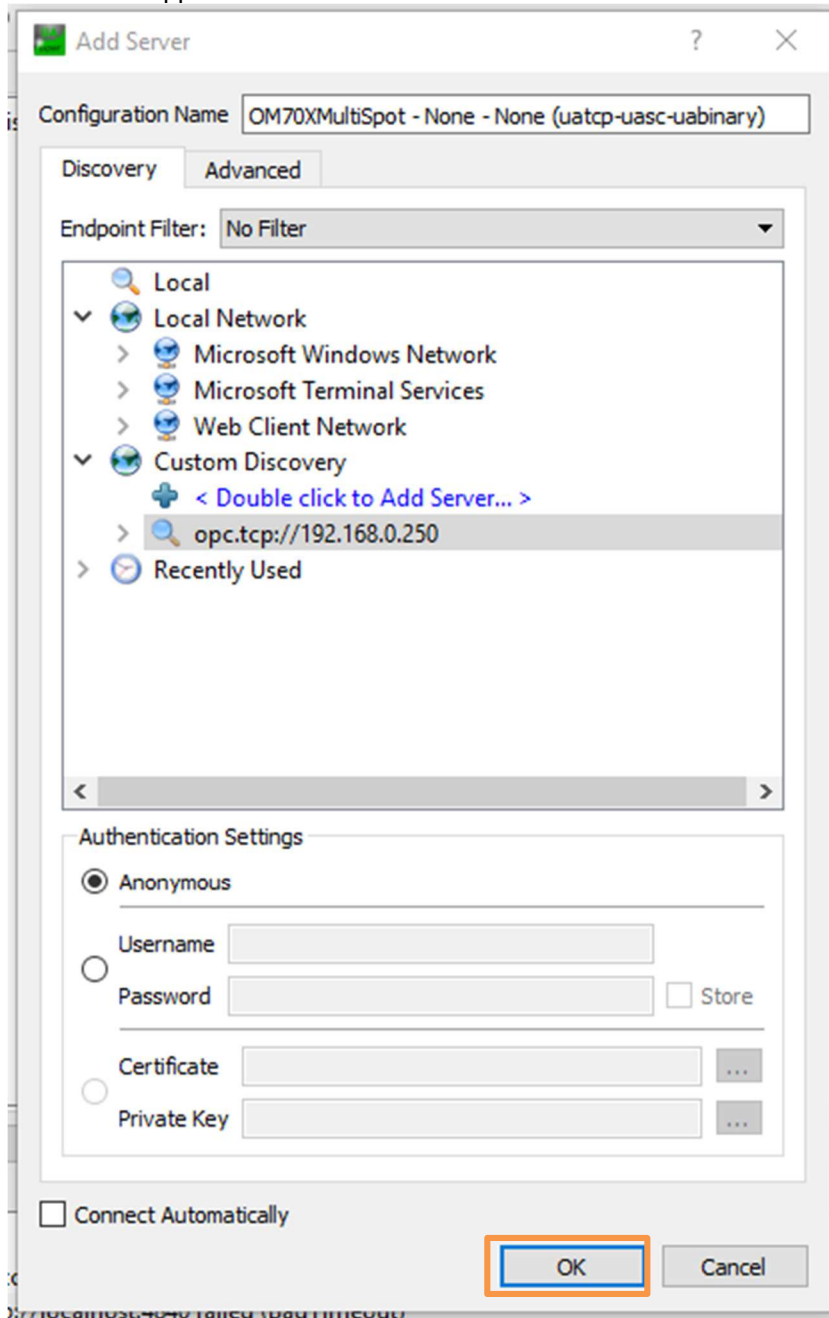 Add Server
?
Configuration Name OM70XMultiSpot - None - None (uatcp-uasc-uabinary)
Discovery Advanced
Endpoint Filter: No Filter
Local
Local Network
Microsoft Windows Network
Microsoft Terminal Services
Web Client Network
Custom Discovery
< Double click to Add Server... >
opc.tcp://192.168.0.250
Recently Used
Authentication Settings
Anonymous
Username
Password Store
Certificate ...
Private Key ...
Connect Automatically
OK Cancel